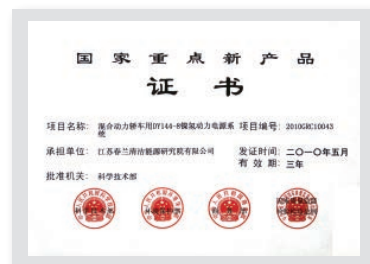 国家重点新产品
证书
项目名称: 混合动力轿车用DY144-8镍氢动力电源系统 项目编号: 2010GRC10043
承担单位: 江苏春兰清洁能源研究院有限公司 发证时间: 二〇一〇年五月
有效期: 三年
批准机关: 科学技术部